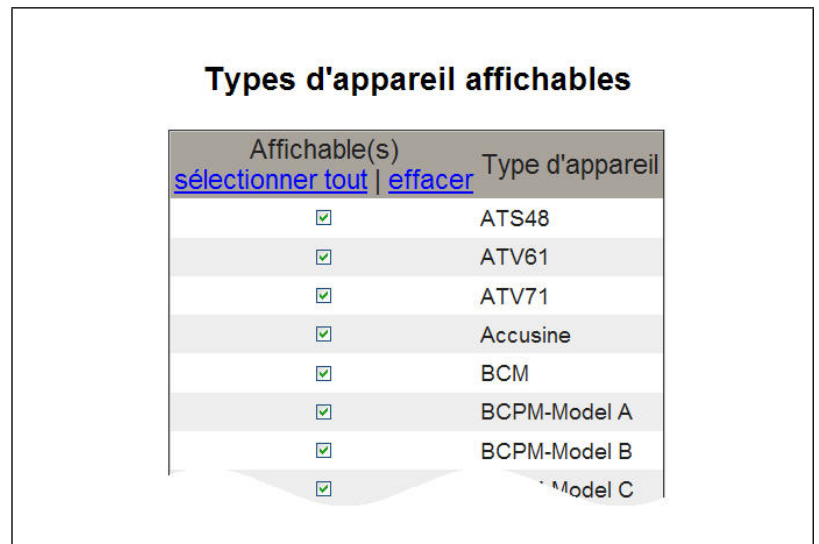 Types d'appareil affichables
Affichable(s)
sélectionner tout | effacer
Type d'appareil
ATS48
ATV61
ATV71
Accusine
BCM
BCPM-Model A
BCPM-Model B
Model C